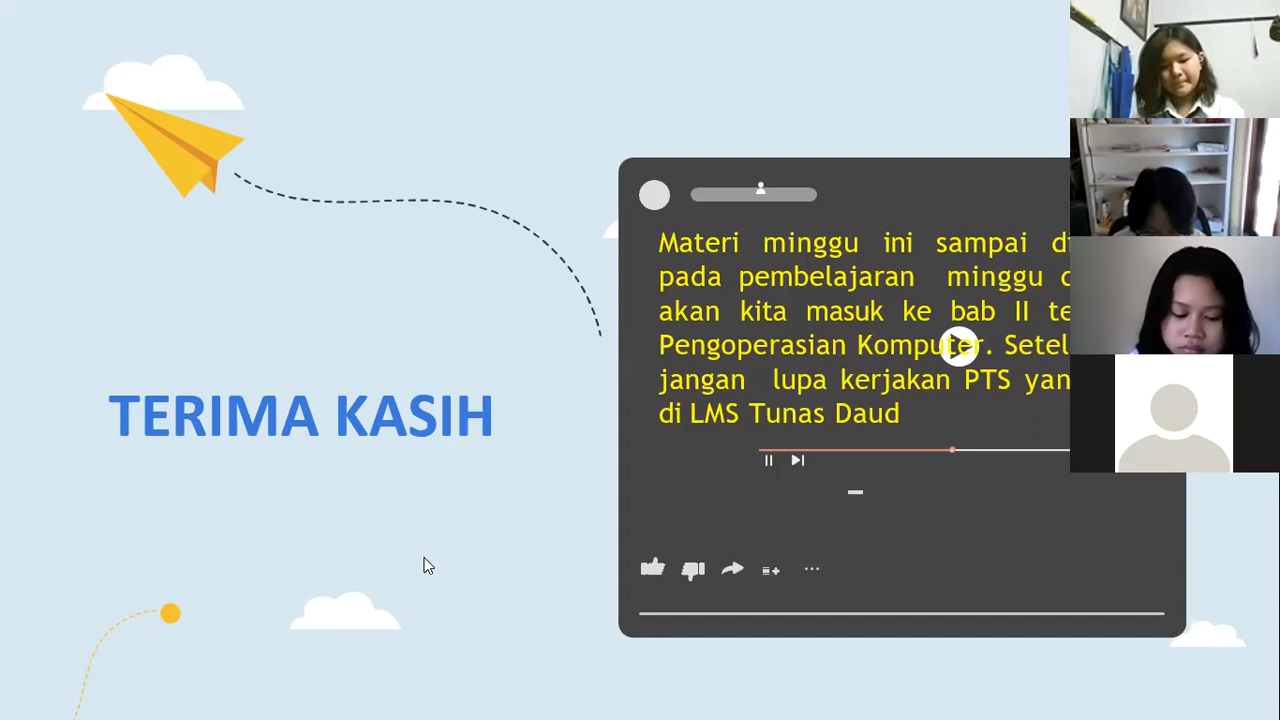 TERIMA KASIH
Materi minggu ini sampai
pada pembelajaran minggu
akan kita masuk ke bab II
Pengoperasian Komputer.
jangan lupa kerjakan PTS
di LMS Tunas Daud